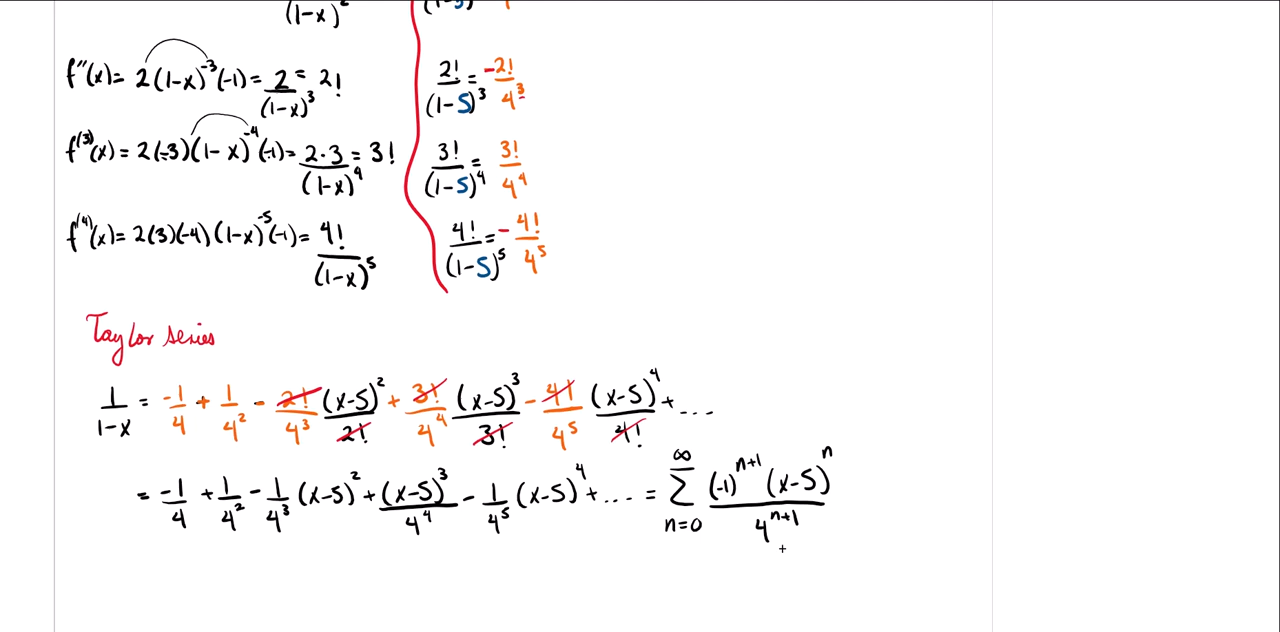 (1-x)²
f''(x) = 2(1-x)⁻³(-1) = 2/(1-x)³ = 2! 2!/(1-5)³ = -2!/4³
f⁽³⁾(x) = 2(-3)(1-x)⁻⁴(-1) = 2·3/(1-x)⁴ = 3! 3!/(1-5)⁴ = 3!/4⁴
f⁽⁴⁾(x) = 2(3)(-4)(1-x)⁻⁵(-1) = 4!/(1-x)⁵ 4!/(1-5)⁵ = -4!/4⁵
Taylor series
1/(1-x) = -1/4 + 1/4² - 2!/4³ (x-5)²/2! + 3!/4⁴ (x-5)³/3! - 4!/4⁵ (x-5)⁴/4! + ...
= -1/4 + 1/4² - 1/4³ (x-5)² + (x-5)³/4⁴ - 1/4⁵ (x-5)⁴ + ... = ∑_{n=0}^{∞} (-1)ⁿ⁺¹ (x-5)ⁿ/4ⁿ⁺¹